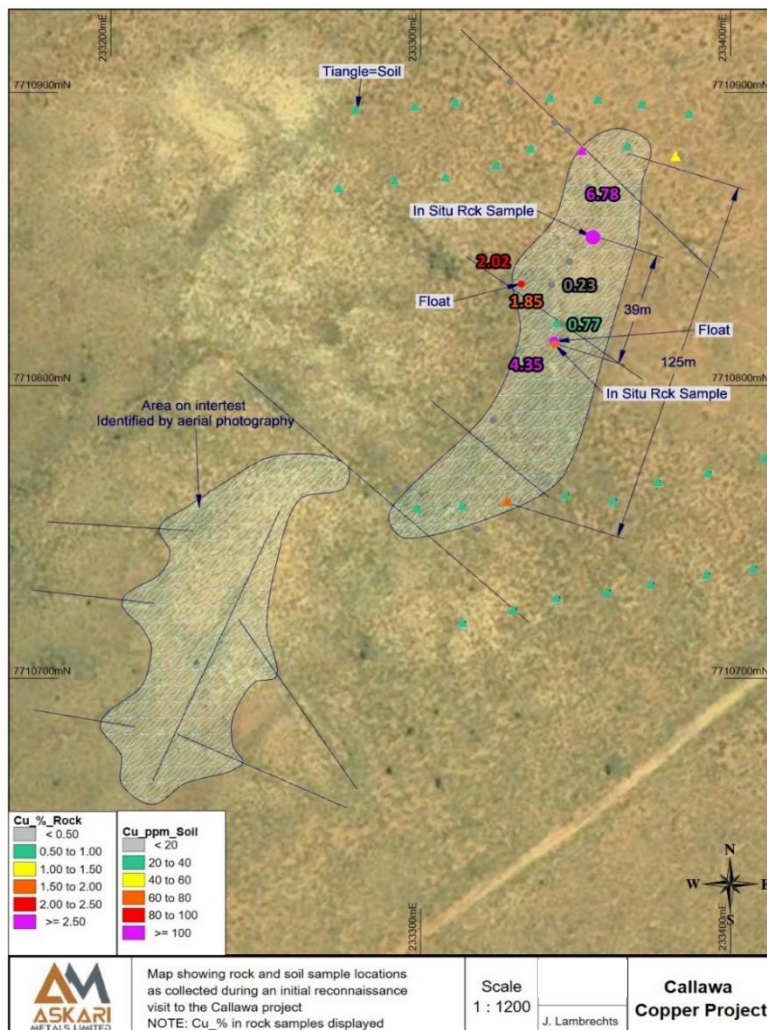 233200mE
233300mE
233400mE
7710900mN
7710900mN
Tiangle=Soil
6.78
In Situ Rck Sample
2.02
0.23
Float
1.85
39m
0.77
Float
7710800mN
7710800mN
4.35
125m
In Situ Rck Sample
Area on intertest
Identified by aerial photography
7710700mN
7710700mN
Cu_%_Rock
< 0.50
0.50 to 1.00
1.00 to 1.50
1.50 to 2.00
2.00 to 2.50
>= 2.50
Cu_ppm_Soil
< 20
20 to 40
40 to 60
60 to 80
80 to 100
>= 100
N
W E
S
233300mE
233400mE
AM
ASKARI
METALS LIMITED
Map showing rock and soil sample locations
as collected during an initial reconnaissance
visit to the Callawa project
NOTE: Cu_% in rock samples displayed
Scale
1 : 1200
J. Lambrechts
Callawa
Copper Project